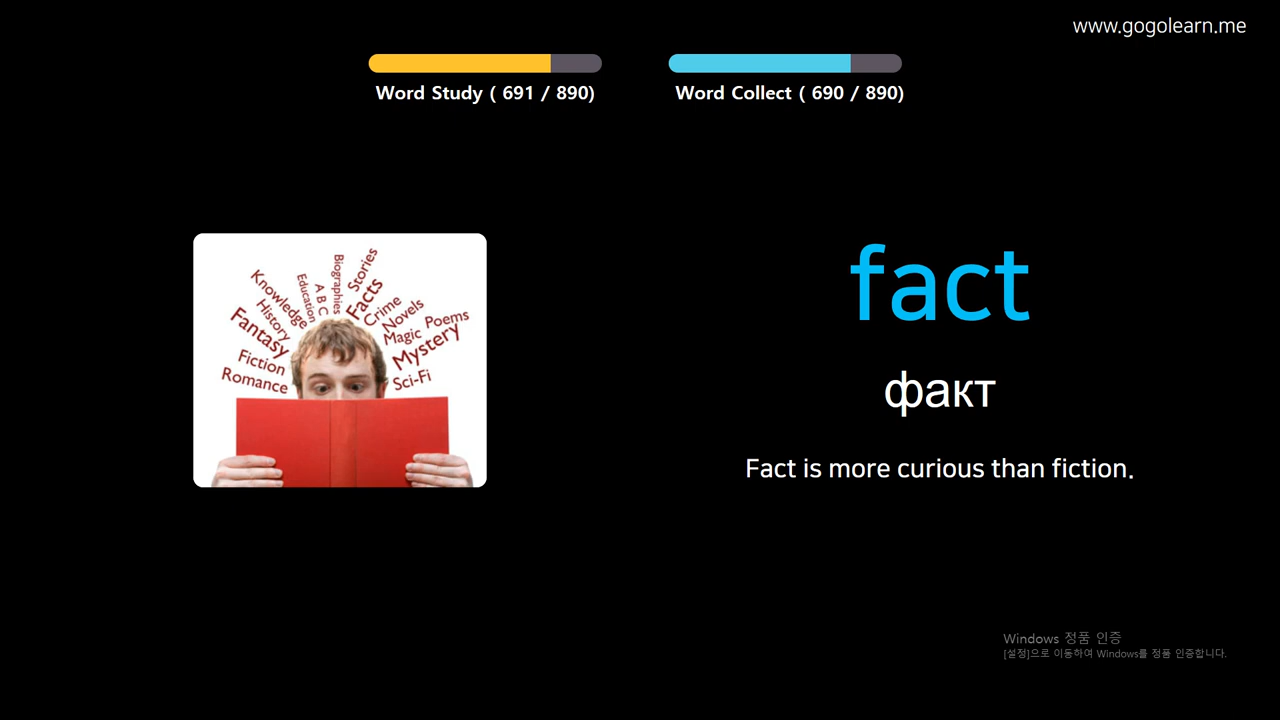 www.gogolearn.me
Word Study ( 691 / 890)
Word Collect ( 690 / 890)
Stories
Biographies
Facts
A B C
Education
Knowledge
Crime
History
Novels
Poems
Fantasy
Magic
Mystery
Fiction
Romance
Sci-Fi
fact
факт
Fact is more curious than fiction.
Windows 정품 인증
[설정]으로 이동하여 Windows를 정품 인증합니다.